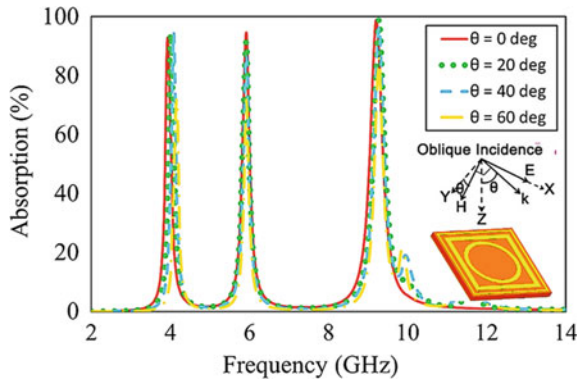 100
80
60
40
20
0
Absorption (%)
2 4 6 8 10 12 14
Frequency (GHz)
θ = 0 deg
θ = 20 deg
θ = 40 deg
θ = 60 deg
Oblique Incidence
θ θ E
Y H Z k X